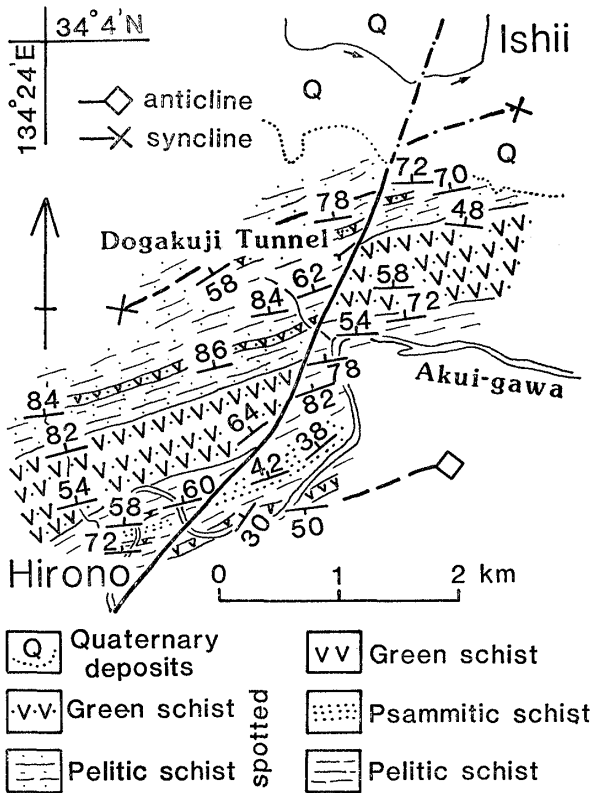 34°4'N
134°24'E
Q
Ishii
Q
anticline
syncline
Q
72
70
78
48
Dogakuji Tunnel
58
62
58
84
72
54
86
78
Akui-gawa
84
82
82
64
38
42
54
60
58
30
50
72
Hirono
0 1 2 km
Q Quaternary deposits
V V Green schist
V V Green schist
spotted
Psammitic schist
Pelitic schist
Pelitic schist